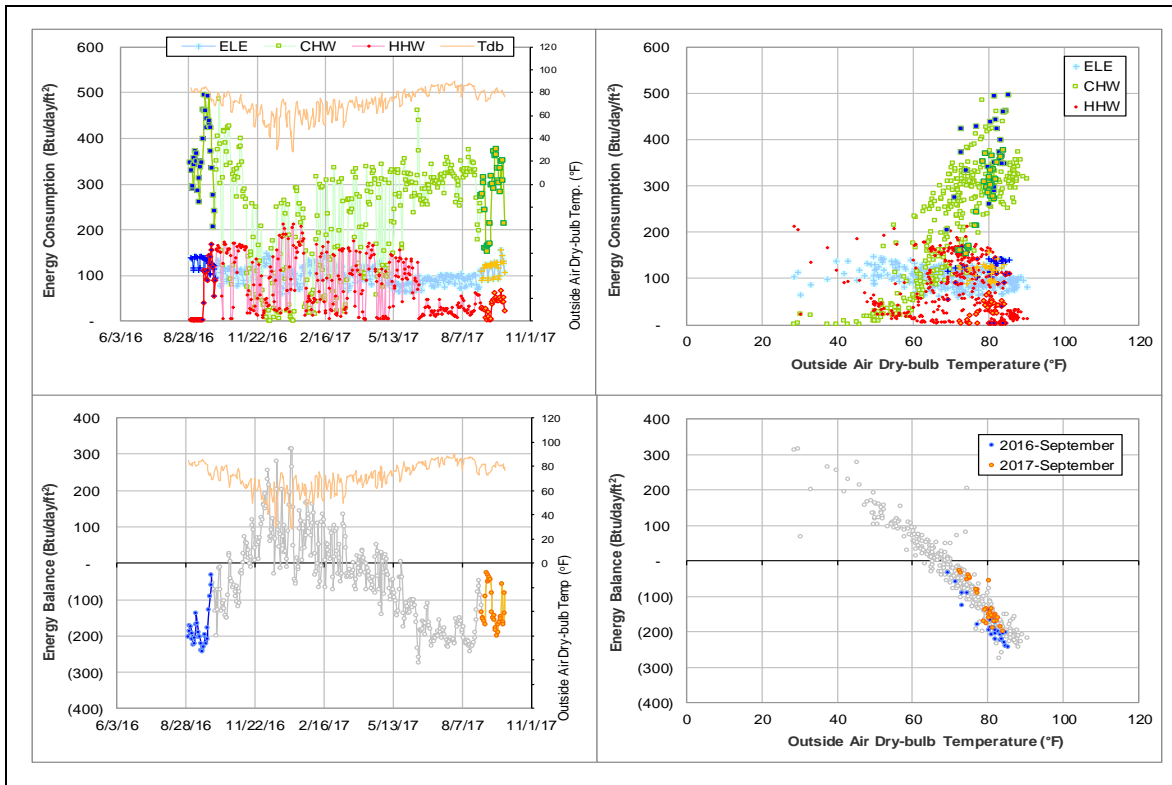 ELE CHW HHW Tdb
600
500
400
300
200
100
-
Energy Consumption (Btu/day/ft²)
120
100
80
60
40
20
0
Outside Air Dry-bulb Temp. (°F)
6/3/16 8/28/16 11/22/16 2/16/17 5/13/17 8/7/17 11/1/17
ELE
CHW
HHW
600
500
400
300
200
100
-
Energy Consumption (Btu/day/ft²)
0 20 40 60 80 100 120
Outside Air Dry-bulb Temperature (°F)
400
300
200
100
-
(100)
(200)
(300)
(400)
Energy Balance (Btu/day/ft²)
120
100
80
60
40
20
0
Outside Air Dry-bulb Temp (°F)
6/3/16 8/28/16 11/22/16 2/16/17 5/13/17 8/7/17 11/1/17
2016-September
2017-September
400
300
200
100
-
(100)
(200)
(300)
(400)
Energy Balance (Btu/day/ft²)
0 20 40 60 80 100 120
Outside Air Dry-bulb Temperature (°F)